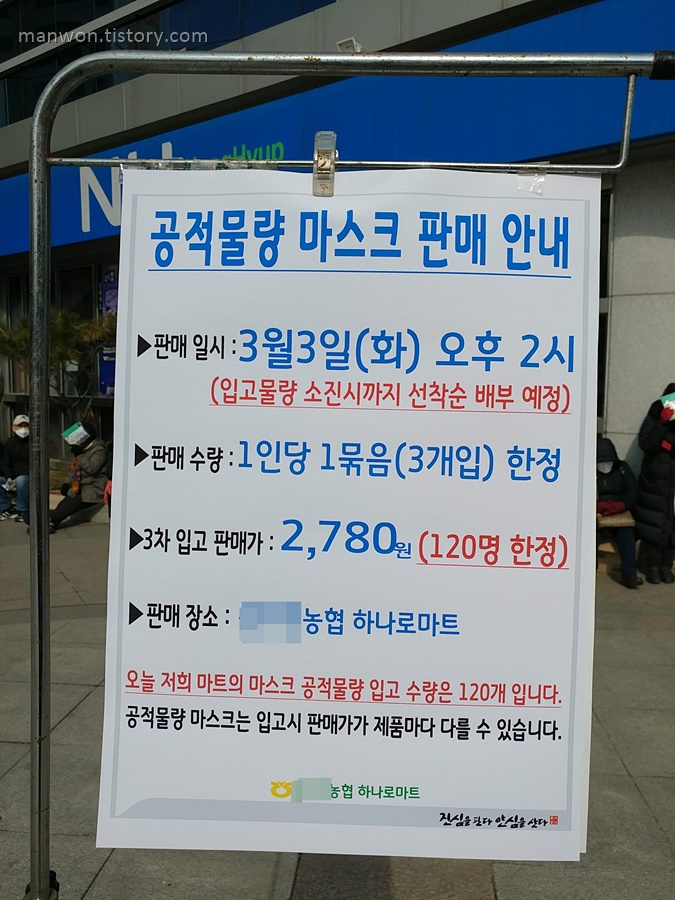 manwon.tistory.com
공적물량 마스크 판매 안내
▶판매 일시 : 3월3일(화) 오후 2시
(입고물량 소진시까지 선착순 배부 예정)
▶판매 수량 : 1인당 1묶음(3개입) 한정
▶3차 입고 판매가 : 2,780원 (120명 한정)
▶판매 장소 : 농협 하나로마트
오늘 저희 마트의 마스크 공적물량 입고 수량은 120개 입니다.
공적물량 마스크는 입고시 판매가가 제품마다 다를 수 있습니다.
농협 하나로마트
진심을 판다 안심을 산다